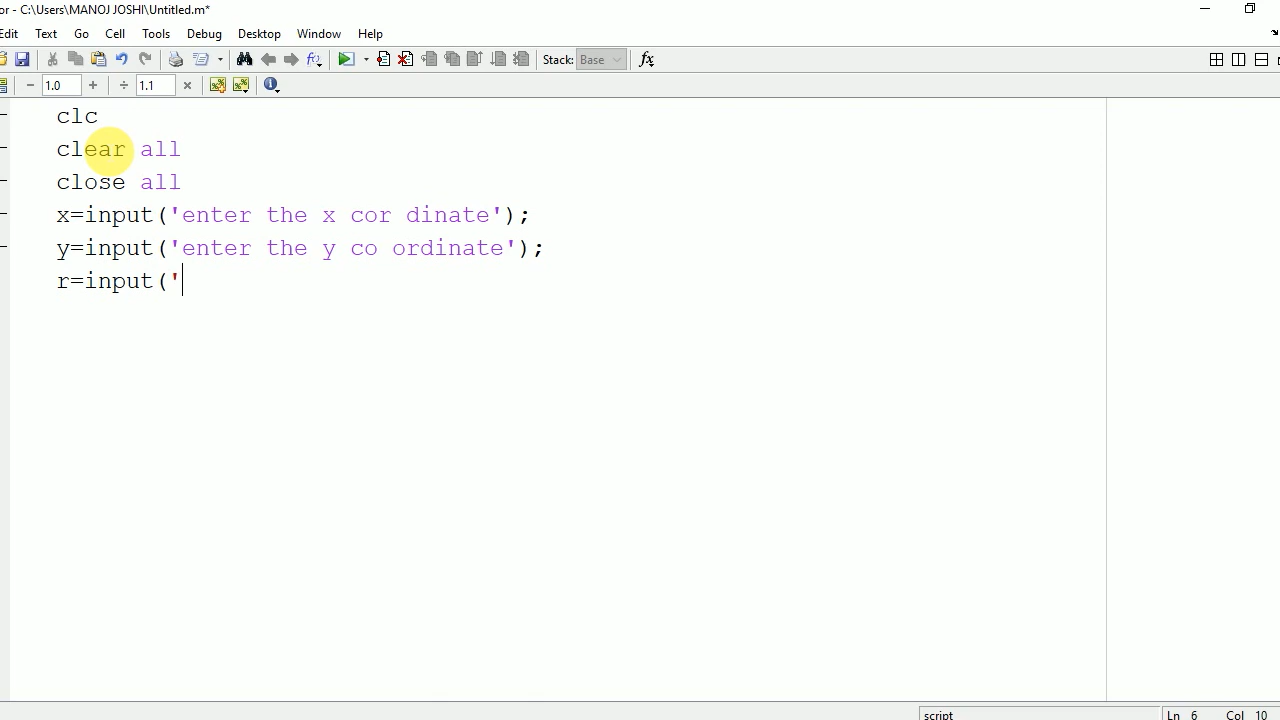 or - C:\Users\MANOJ JOSHI\Untitled.m*
Edit Text Go Cell Tools Debug Desktop Window Help
Stack: Base fx
− 1.0 + ÷ 1.1 ×
clc
clear all
close all
x=input('enter the x cor dinate');
y=input('enter the y co ordinate');
r=input('
script Ln 6 Col 10